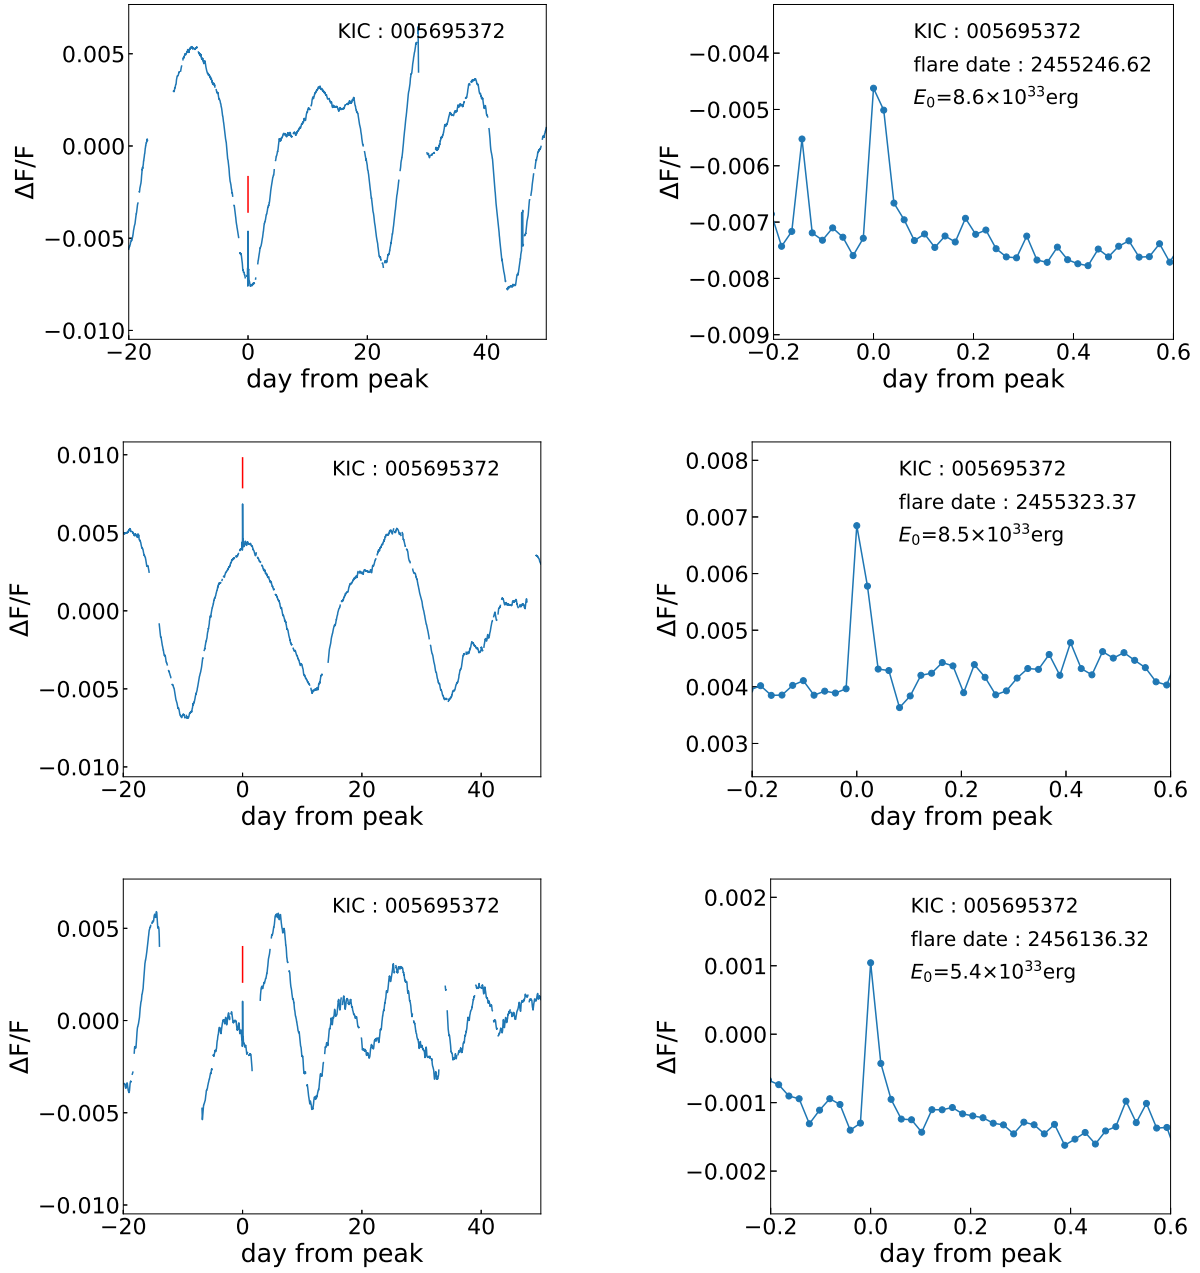 KIC : 005695372
ΔF/F
0.005
0.000
−0.005
−0.010
−20 0 20 40
day from peak
KIC : 005695372
flare date : 2455246.62
E₀=8.6×10³³erg
ΔF/F
−0.004
−0.005
−0.006
−0.007
−0.008
−0.009
−0.2 0.0 0.2 0.4 0.6
day from peak
KIC : 005695372
ΔF/F
0.010
0.005
0.000
−0.005
−0.010
−20 0 20 40
day from peak
KIC : 005695372
flare date : 2455323.37
E₀=8.5×10³³erg
ΔF/F
0.008
0.007
0.006
0.005
0.004
0.003
−0.2 0.0 0.2 0.4 0.6
day from peak
KIC : 005695372
ΔF/F
0.005
0.000
−0.005
−0.010
−20 0 20 40
day from peak
KIC : 005695372
flare date : 2456136.32
E₀=5.4×10³³erg
ΔF/F
0.002
0.001
0.000
−0.001
−0.002
−0.2 0.0 0.2 0.4 0.6
day from peak